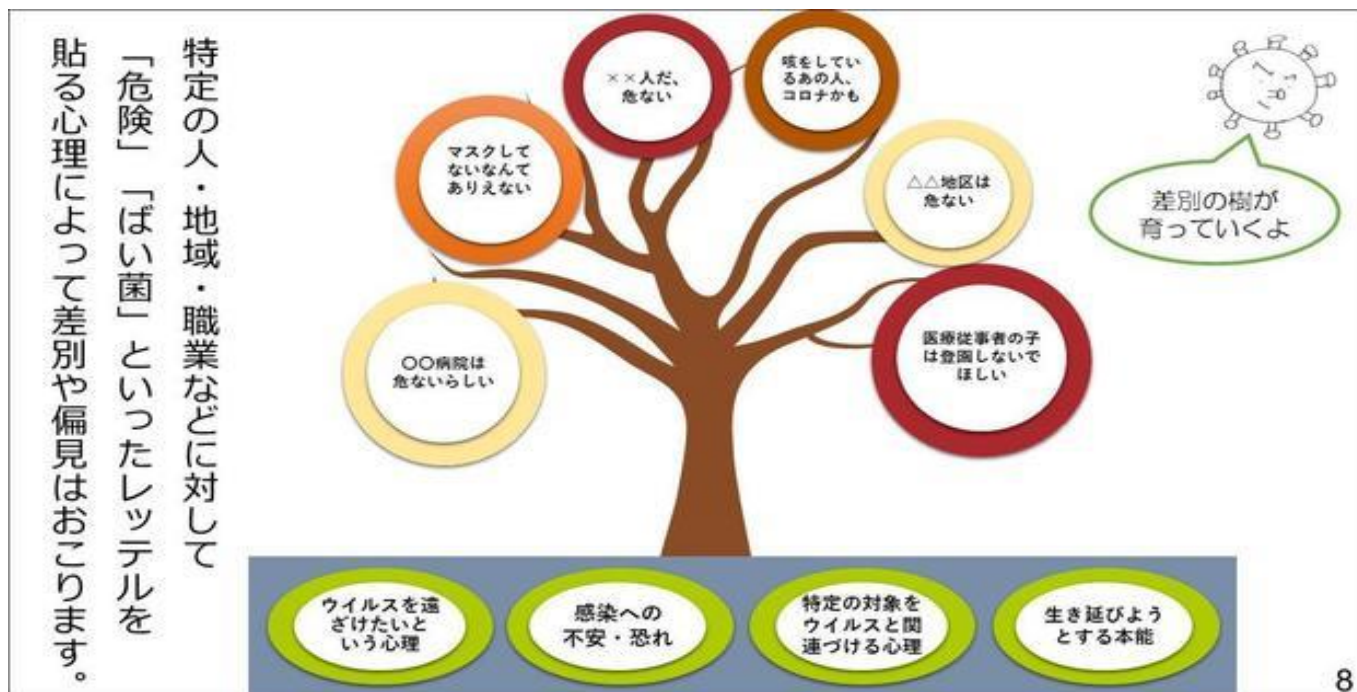 特定の人・地域・職業などに対して
「危険」「ばい菌」といったレッテルを
貼る心理によって差別や偏見はおこります。
××人だ、
危ない
咳をしてい
るあの人、
コロナかも
マスクして
ないなんて
ありえない
△△地区は
危ない
〇〇病院は
危ないらしい
医療従事者の子
は登園しないで
ほしい
差別の樹が
育っていくよ
ウイルスを遠
ざけたいと
いう心理
感染への
不安・恐れ
特定の対象を
ウイルスと関
連づける心理
生き延びよう
とする本能
8